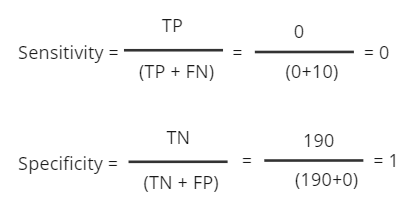 Sensitivity = TP / (TP + FN) = 0 / (0+10) = 0
Specificity = TN / (TN + FP) = 190 / (190+0) = 1